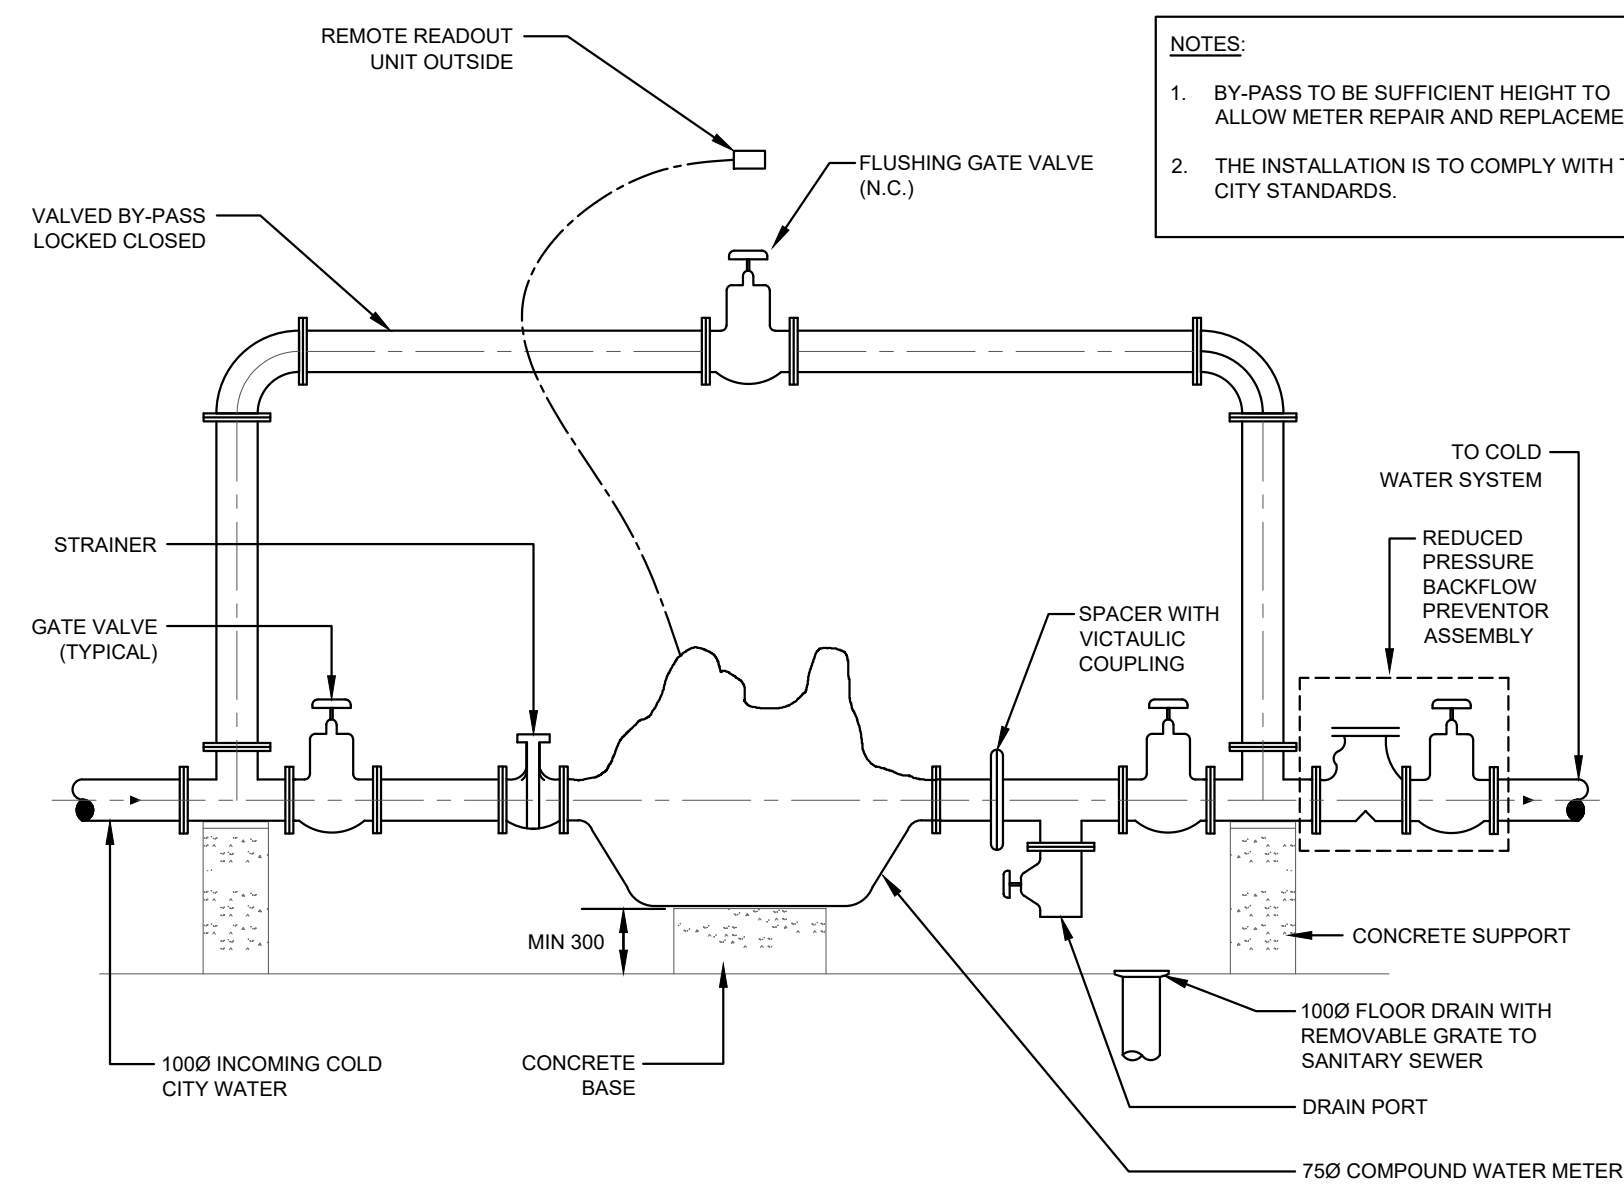 REMOTE READOUT
UNIT OUTSIDE
NOTES:
1. BY-PASS TO BE SUFFICIENT HEIGHT TO
ALLOW METER REPAIR AND REPLACEME
2. THE INSTALLATION IS TO COMPLY WITH T
CITY STANDARDS.
FLUSHING GATE VALVE
(N.C.)
VALVED BY-PASS
LOCKED CLOSED
TO COLD
WATER SYSTEM
STRAINER
REDUCED
PRESSURE
BACKFLOW
PREVENTOR
ASSEMBLY
GATE VALVE
(TYPICAL)
SPACER WITH
VICTAULIC
COUPLING
MIN 300
CONCRETE SUPPORT
100Ø FLOOR DRAIN WITH
REMOVABLE GRATE TO
SANITARY SEWER
100Ø INCOMING COLD
CITY WATER
CONCRETE
BASE
DRAIN PORT
75Ø COMPOUND WATER METER